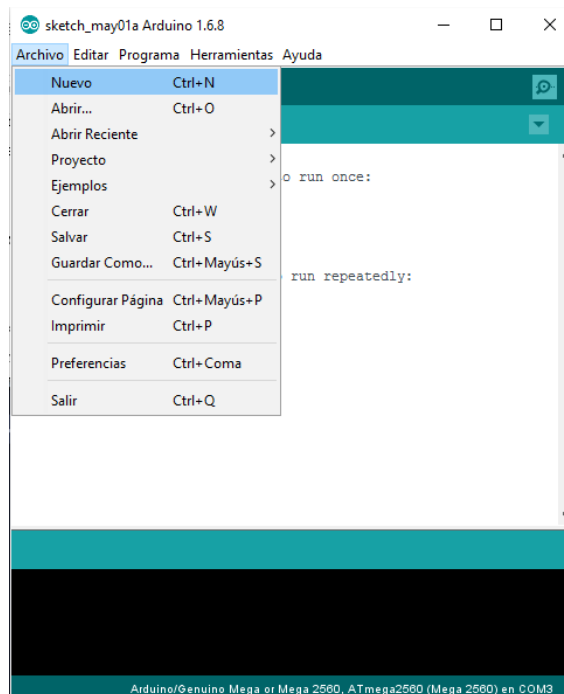 sketch_may01a Arduino 1.6.8
Archivo Editar Programa Herramientas Ayuda
Nuevo Ctrl+N
Abrir... Ctrl+O
Abrir Reciente
Proyecto
Ejemplos
Cerrar Ctrl+W
Salvar Ctrl+S
Guardar Como... Ctrl+Mayús+S
Configurar Página Ctrl+Mayús+P
Imprimir Ctrl+P
Preferencias Ctrl+Coma
Salir Ctrl+Q
o run once:
run repeatedly:
Arduino/Genuino Mega or Mega 2560, ATmega2560 (Mega 2560) en COM3